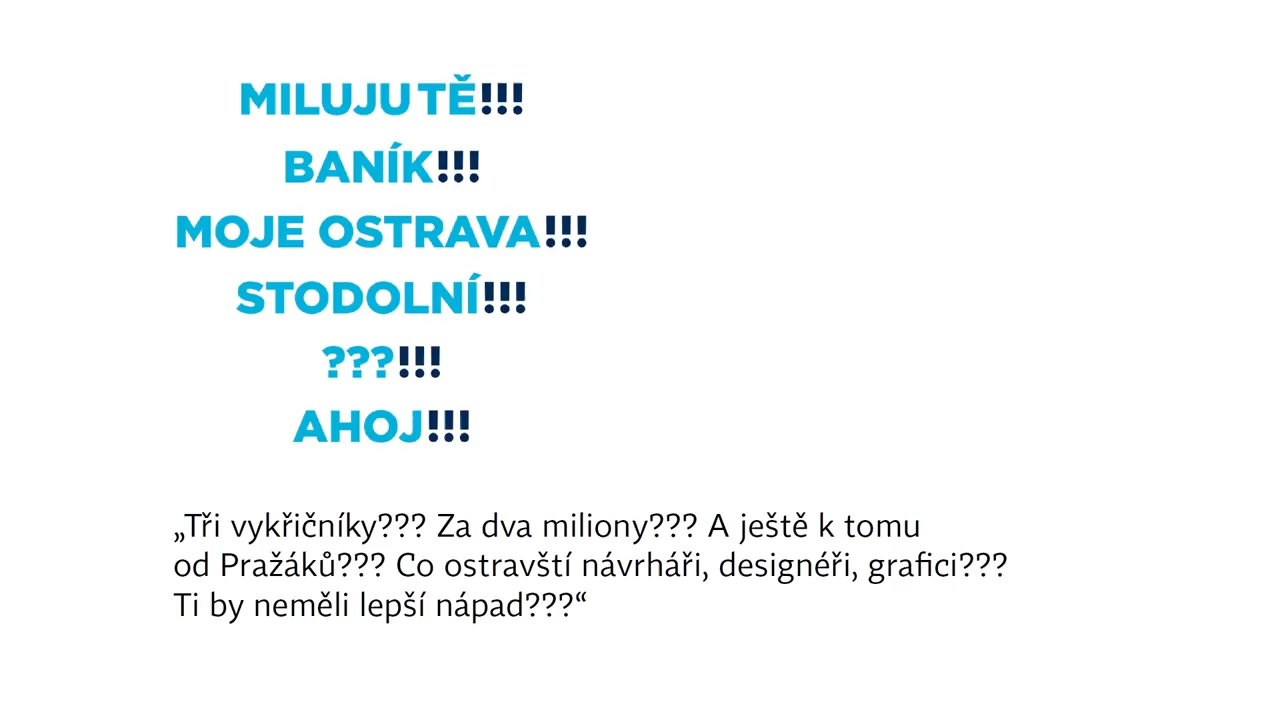 MILUJU TĚ!!!
BANÍK!!!
MOJE OSTRAVA!!!
STODOLNÍ!!!
???!!!
AHOJ!!!
„Tři vykřičníky??? Za dva miliony??? A ještě k tomu
od Pražáků??? Co ostravští návrháři, designéři, grafici???
Ti by neměli lepší nápad???“